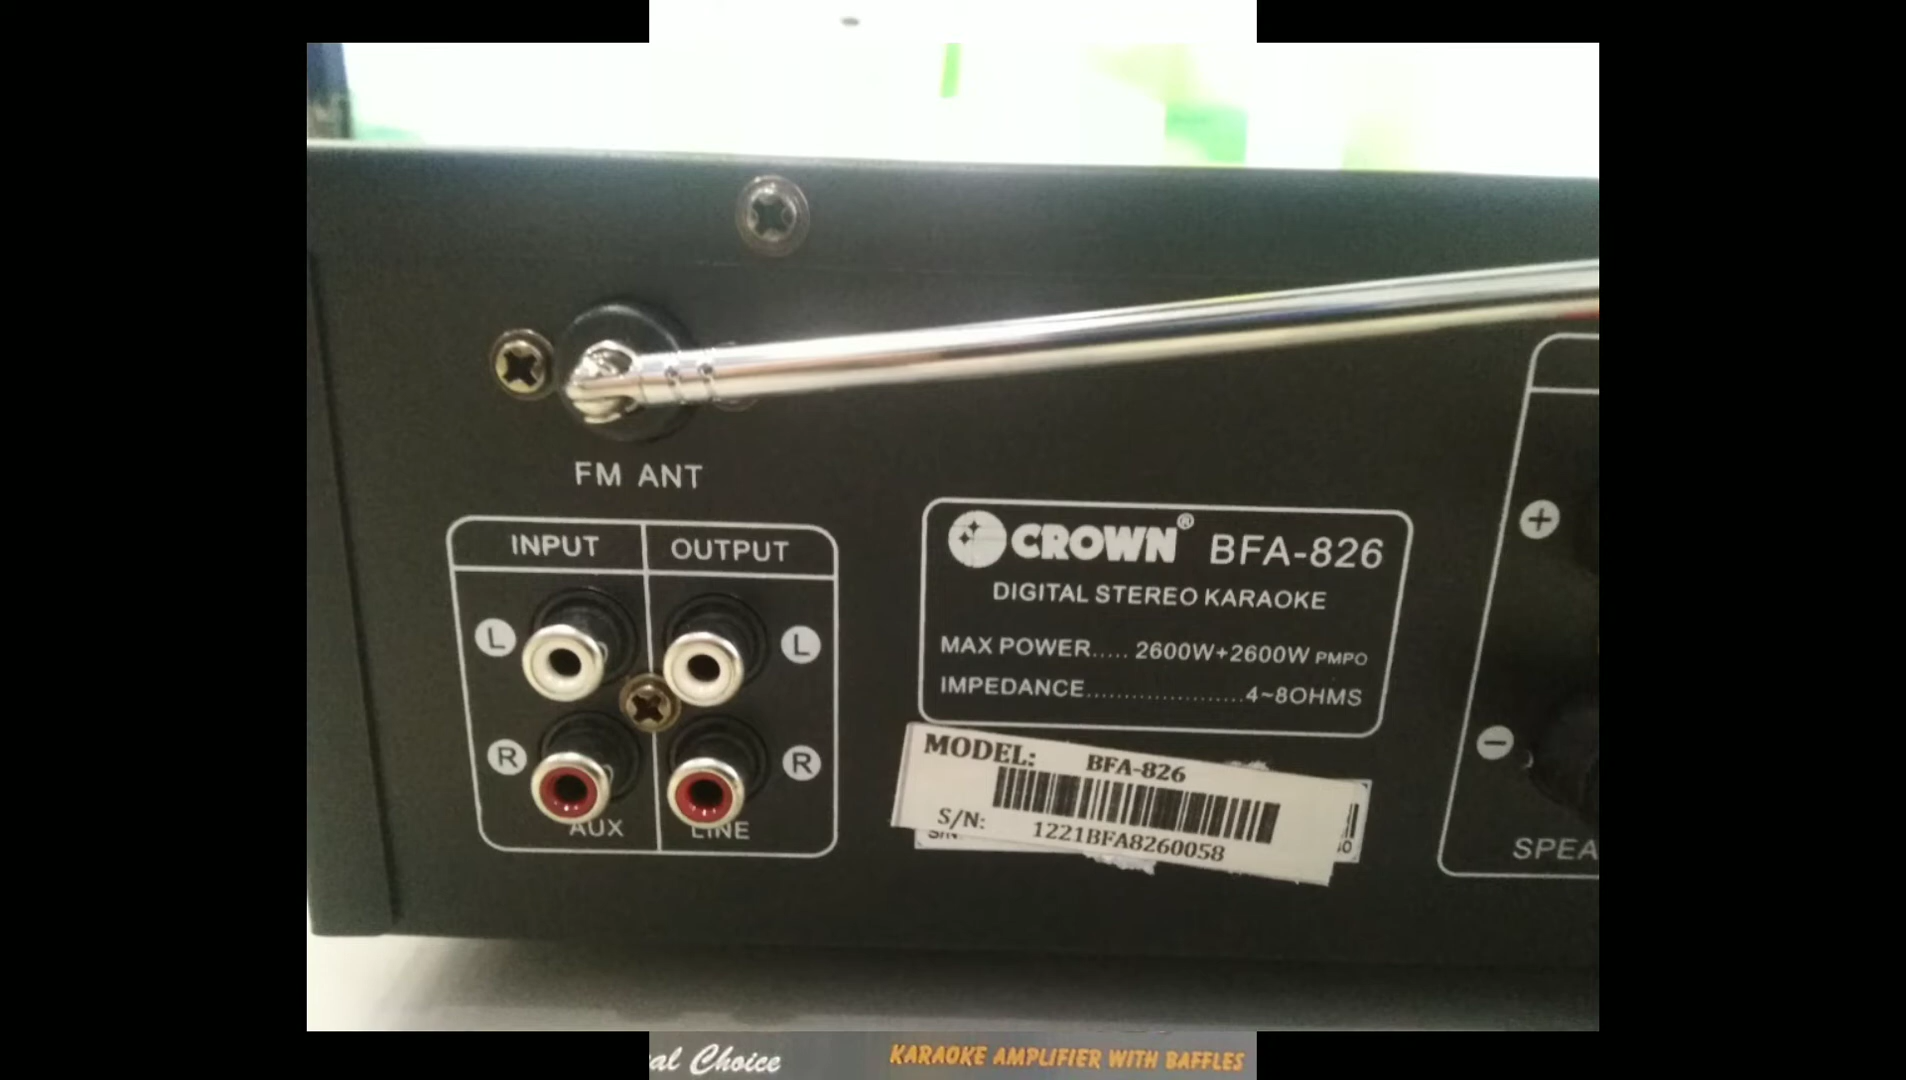 FM ANT
INPUT
OUTPUT
L
L
R
R
AUX
LINE
CROWN® BFA-826
DIGITAL STEREO KARAOKE
MAX POWER..... 2600W+2600W PMPO
IMPEDANCE.....................4~8OHMS
MODEL: BFA-826
S/N: 1221BFA8260058
S/N:
+
−
SPEA
al Choice
KARAOKE AMPLIFIER WITH BAFFLES